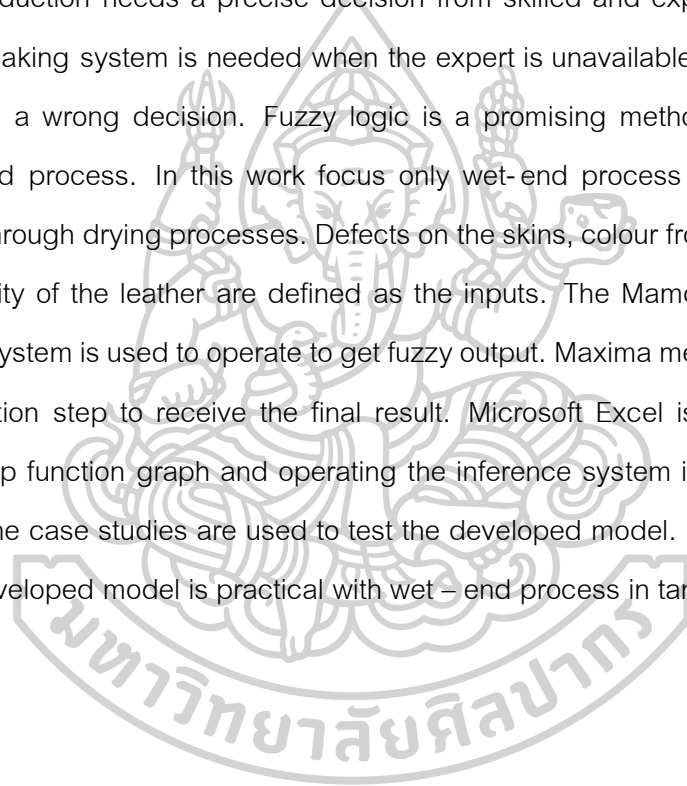 duction needs a precise decision from skilled and exp
aking system is needed when the expert is unavailable
a wrong decision. Fuzzy logic is a promising metho
d process. In this work focus only wet- end process
hrough drying processes. Defects on the skins, colour fro
ity of the leather are defined as the inputs. The Mamd
ystem is used to operate to get fuzzy output. Maxima me
tion step to receive the final result. Microsoft Excel is
p function graph and operating the inference system i
ne case studies are used to test the developed model.
veloped model is practical with wet – end process in tan
มหาวิทยาลัยศิลปากร